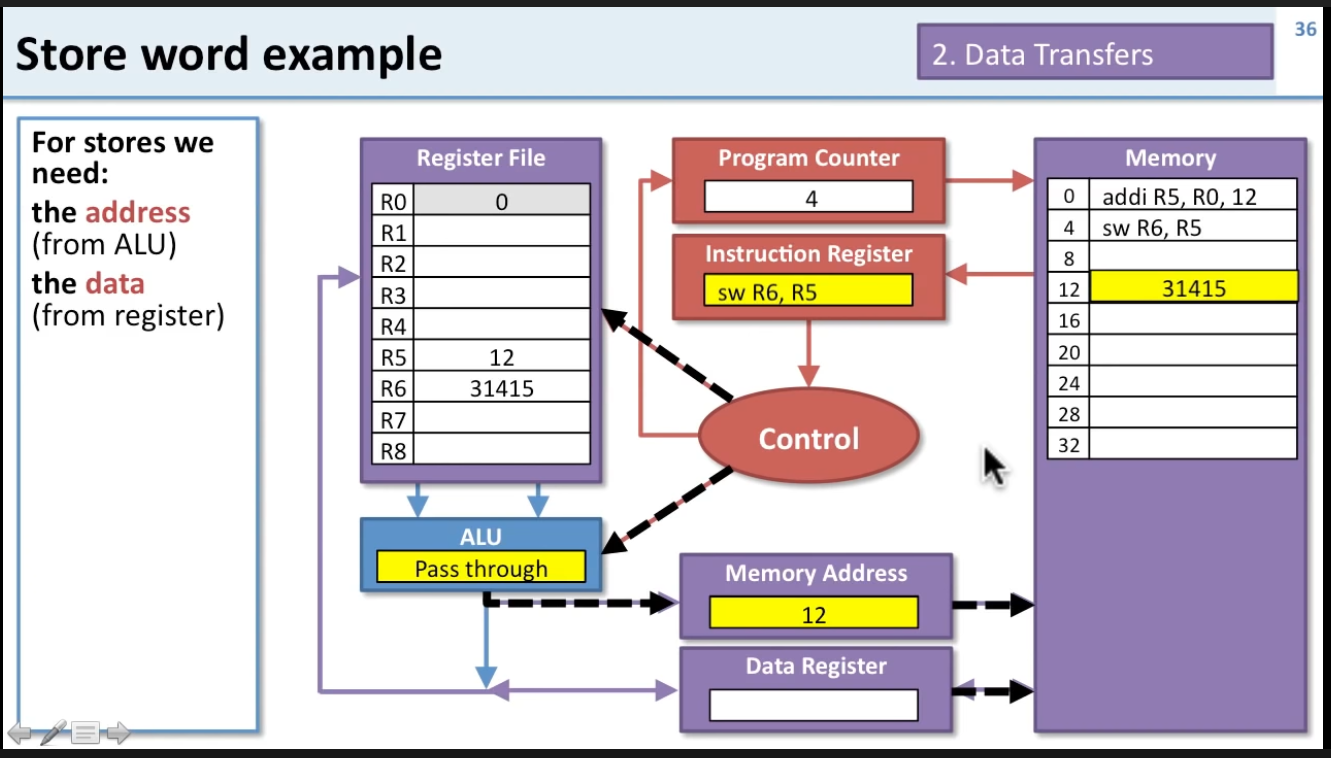 Store word example
2. Data Transfers
36
For stores we
need:
the address
(from ALU)
the data
(from register)
Register File
R0 0
R1
R2
R3
R4
R5 12
R6 31415
R7
R8
ALU
Pass through
Program Counter
4
Instruction Register
sw R6, R5
Control
Memory Address
12
Data Register
Memory
0 addi R5, R0, 12
4 sw R6, R5
8
12 31415
16
20
24
28
32